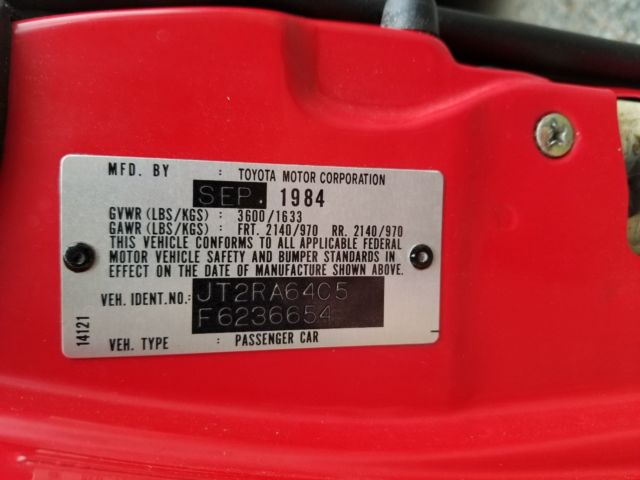 MFD. BY : TOYOTA MOTOR CORPORATION
SEP. 1984
GVWR (LBS/KGS) : 3600/1633
GAWR (LBS/KGS) : FRT. 2140/970 RR. 2140/970
THIS VEHICLE CONFORMS TO ALL APPLICABLE FEDERAL
MOTOR VEHICLE SAFETY AND BUMPER STANDARDS IN
EFFECT ON THE DATE OF MANUFACTURE SHOWN ABOVE.
VEH. IDENT.NO.: JT2RA64C5
F6236654
VEH. TYPE : PASSENGER CAR
14121